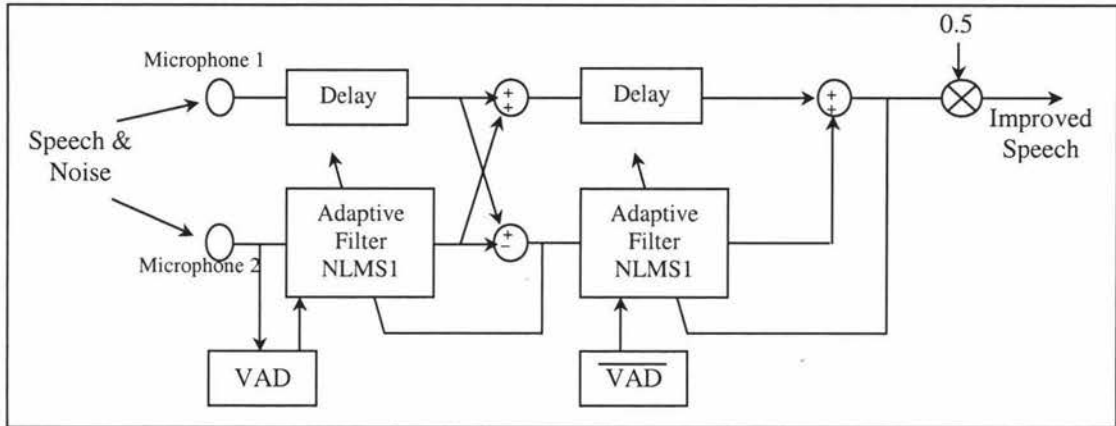 0.5
Microphone 1
Delay
+
+
Delay
+
+
Speech &
Noise
Improved
Speech
Adaptive
Filter
NLMS1
+
−
Adaptive
Filter
NLMS1
Microphone 2
VAD
VAD